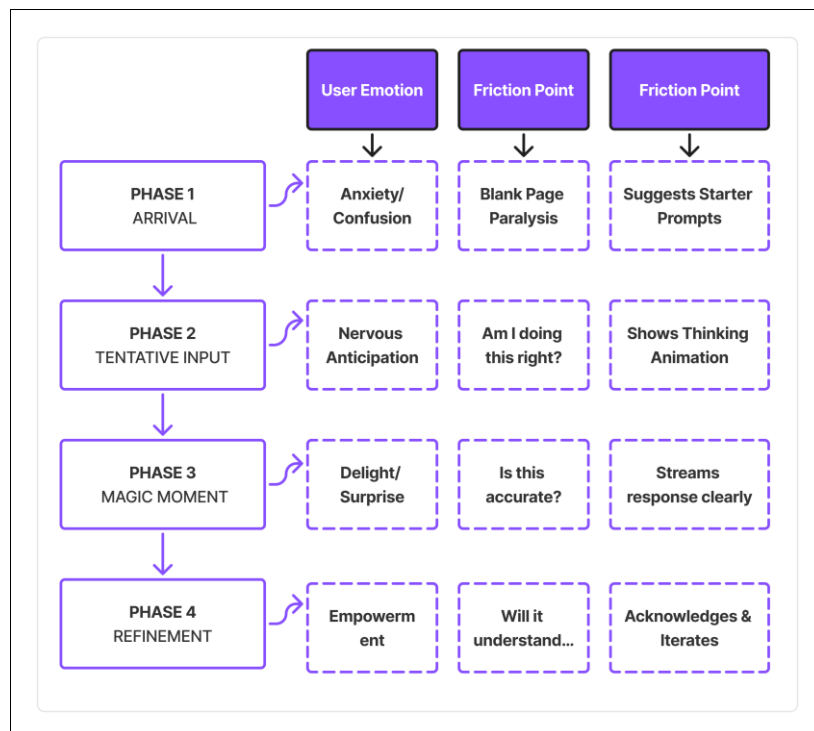 User Emotion
Friction Point
Friction Point
PHASE 1
ARRIVAL
Anxiety/
Confusion
Blank Page
Paralysis
Suggests Starter
Prompts
PHASE 2
TENTATIVE INPUT
Nervous
Anticipation
Am I doing
this right?
Shows Thinking
Animation
PHASE 3
MAGIC MOMENT
Delight/
Surprise
Is this
accurate?
Streams
response clearly
PHASE 4
REFINEMENT
Empowerm
ent
Will it
understand...
Acknowledges &
Iterates